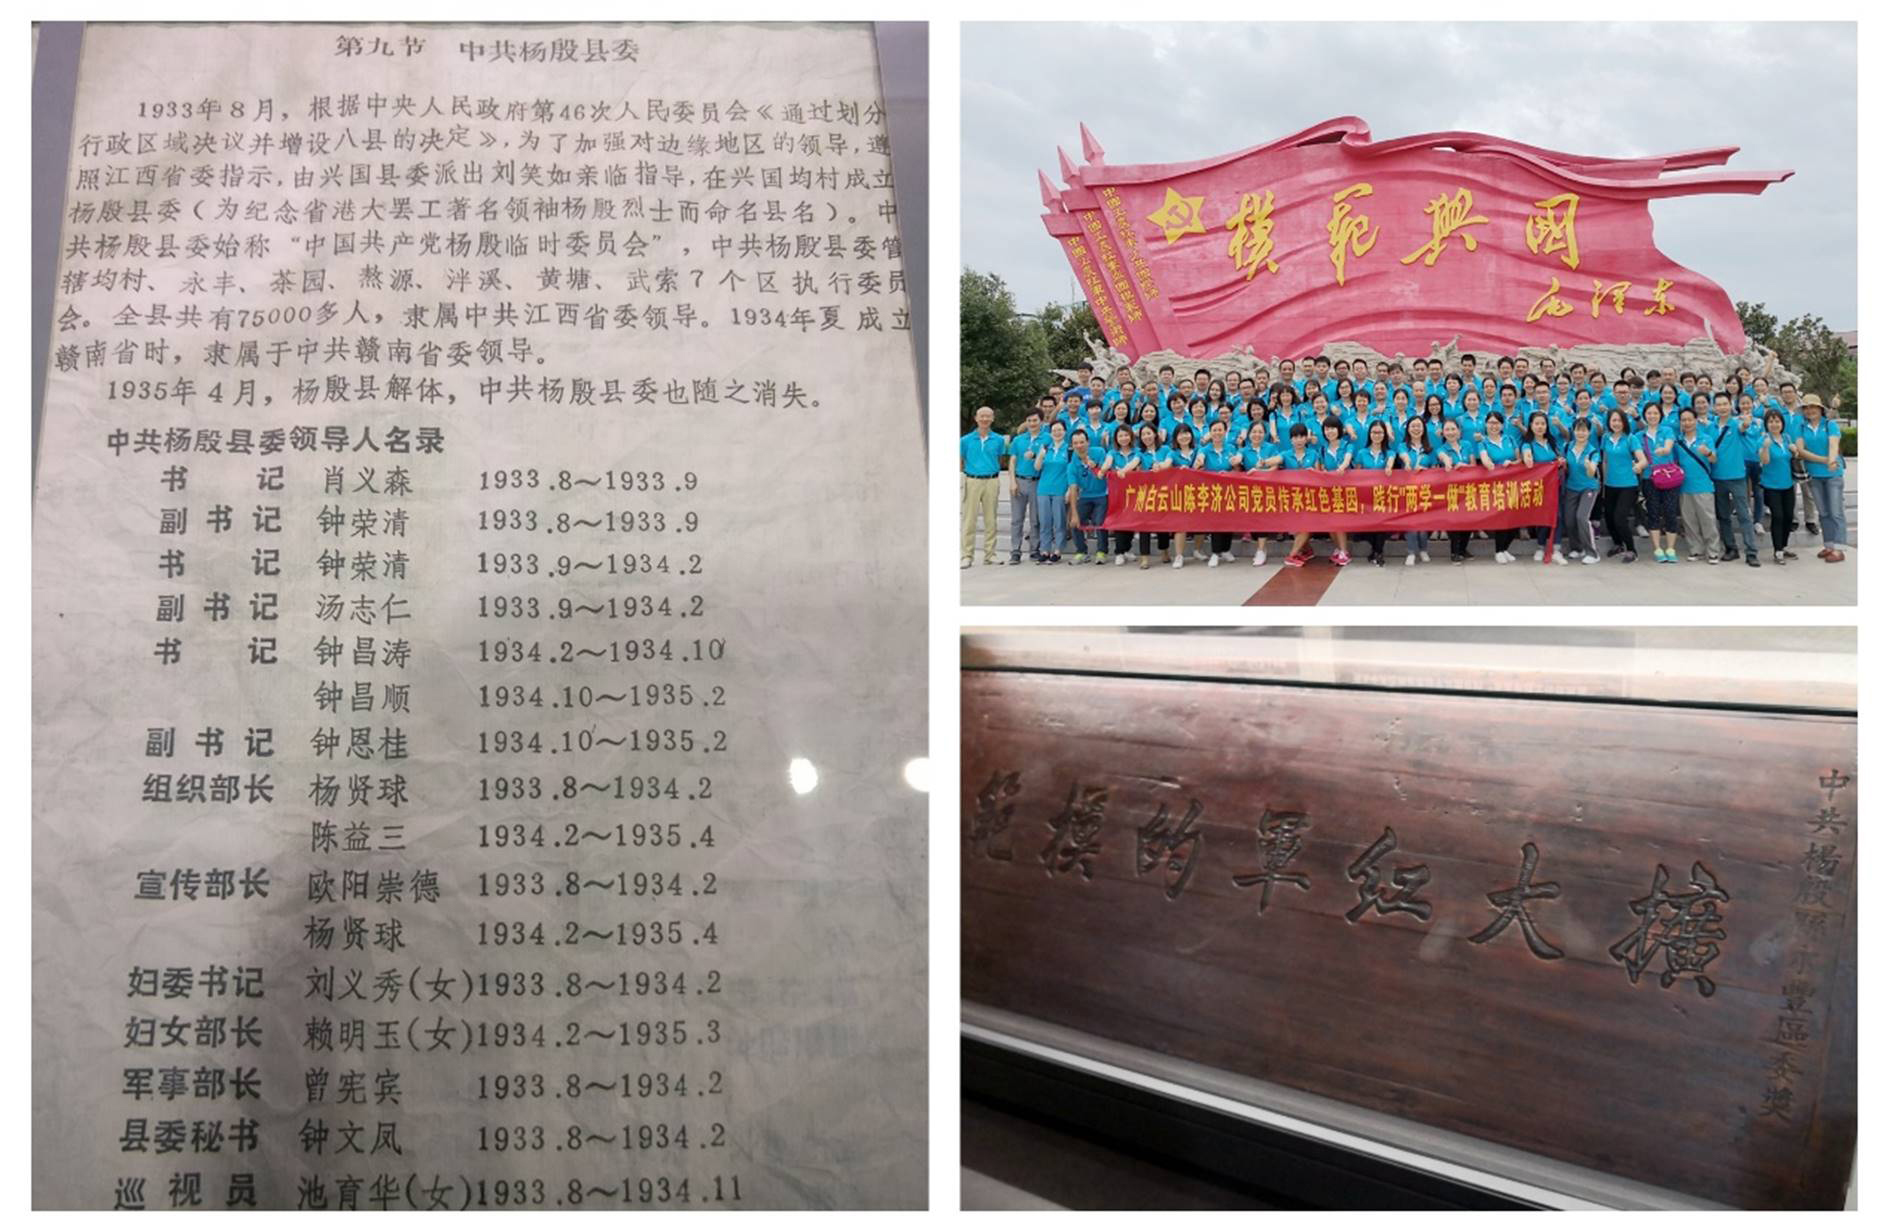 第九节 中共杨殷县委
1933年8月，根据中央人民政府第46次人民委员会《通过划分
行政区域决议并增设八县的决定》，为了加强对边缘地区的领导，遵
照江西省委指示，由兴国县委派出刘笑如亲临指导，在兴国均村成立
杨殷县委（为纪念省港大罢工著名领袖杨殷烈士而命名县名）。中
共杨殷县委始称“中国共产党杨殷临时委员会”，中共杨殷县委管
辖均村、永丰、茶园、熬源、泮溪、黄塘、武索7个区执行委员
会。全县共有75000多人，隶属中共江西省委领导。1934年夏成立
赣南省时，隶属于中共赣南省委领导。
1935年4月，杨殷县解体，中共杨殷县委也随之消失。
中共杨殷县委领导人名录
书记 肖义森 1933.8～1933.9
副书记 钟荣清 1933.8～1933.9
书记 钟荣清 1933.9～1934.2
副书记 汤志仁 1933.9～1934.2
书记 钟昌涛 1934.2～1934.10
钟昌顺 1934.10～1935.2
副书记 钟恩桂 1934.10～1935.2
组织部长 杨贤球 1933.8～1934.2
陈益三 1934.2～1935.4
宣传部长 欧阳崇德 1933.8～1934.2
杨贤球 1934.2～1935.4
妇委书记 刘义秀(女) 1933.8～1934.2
妇女部长 赖明玉(女) 1934.2～1935.3
军事部长 曾宪宾 1933.8～1934.2
县委秘书 钟文凤 1933.8～1934.2
巡视员 池育华(女) 1933.8～1934.11
模範興國
毛泽东
广州白云山陈李济公司党员传承红色基因，践行“两学一做”教育培训活动
中共楊殷縣永豐區委獎
擴大紅軍的模範